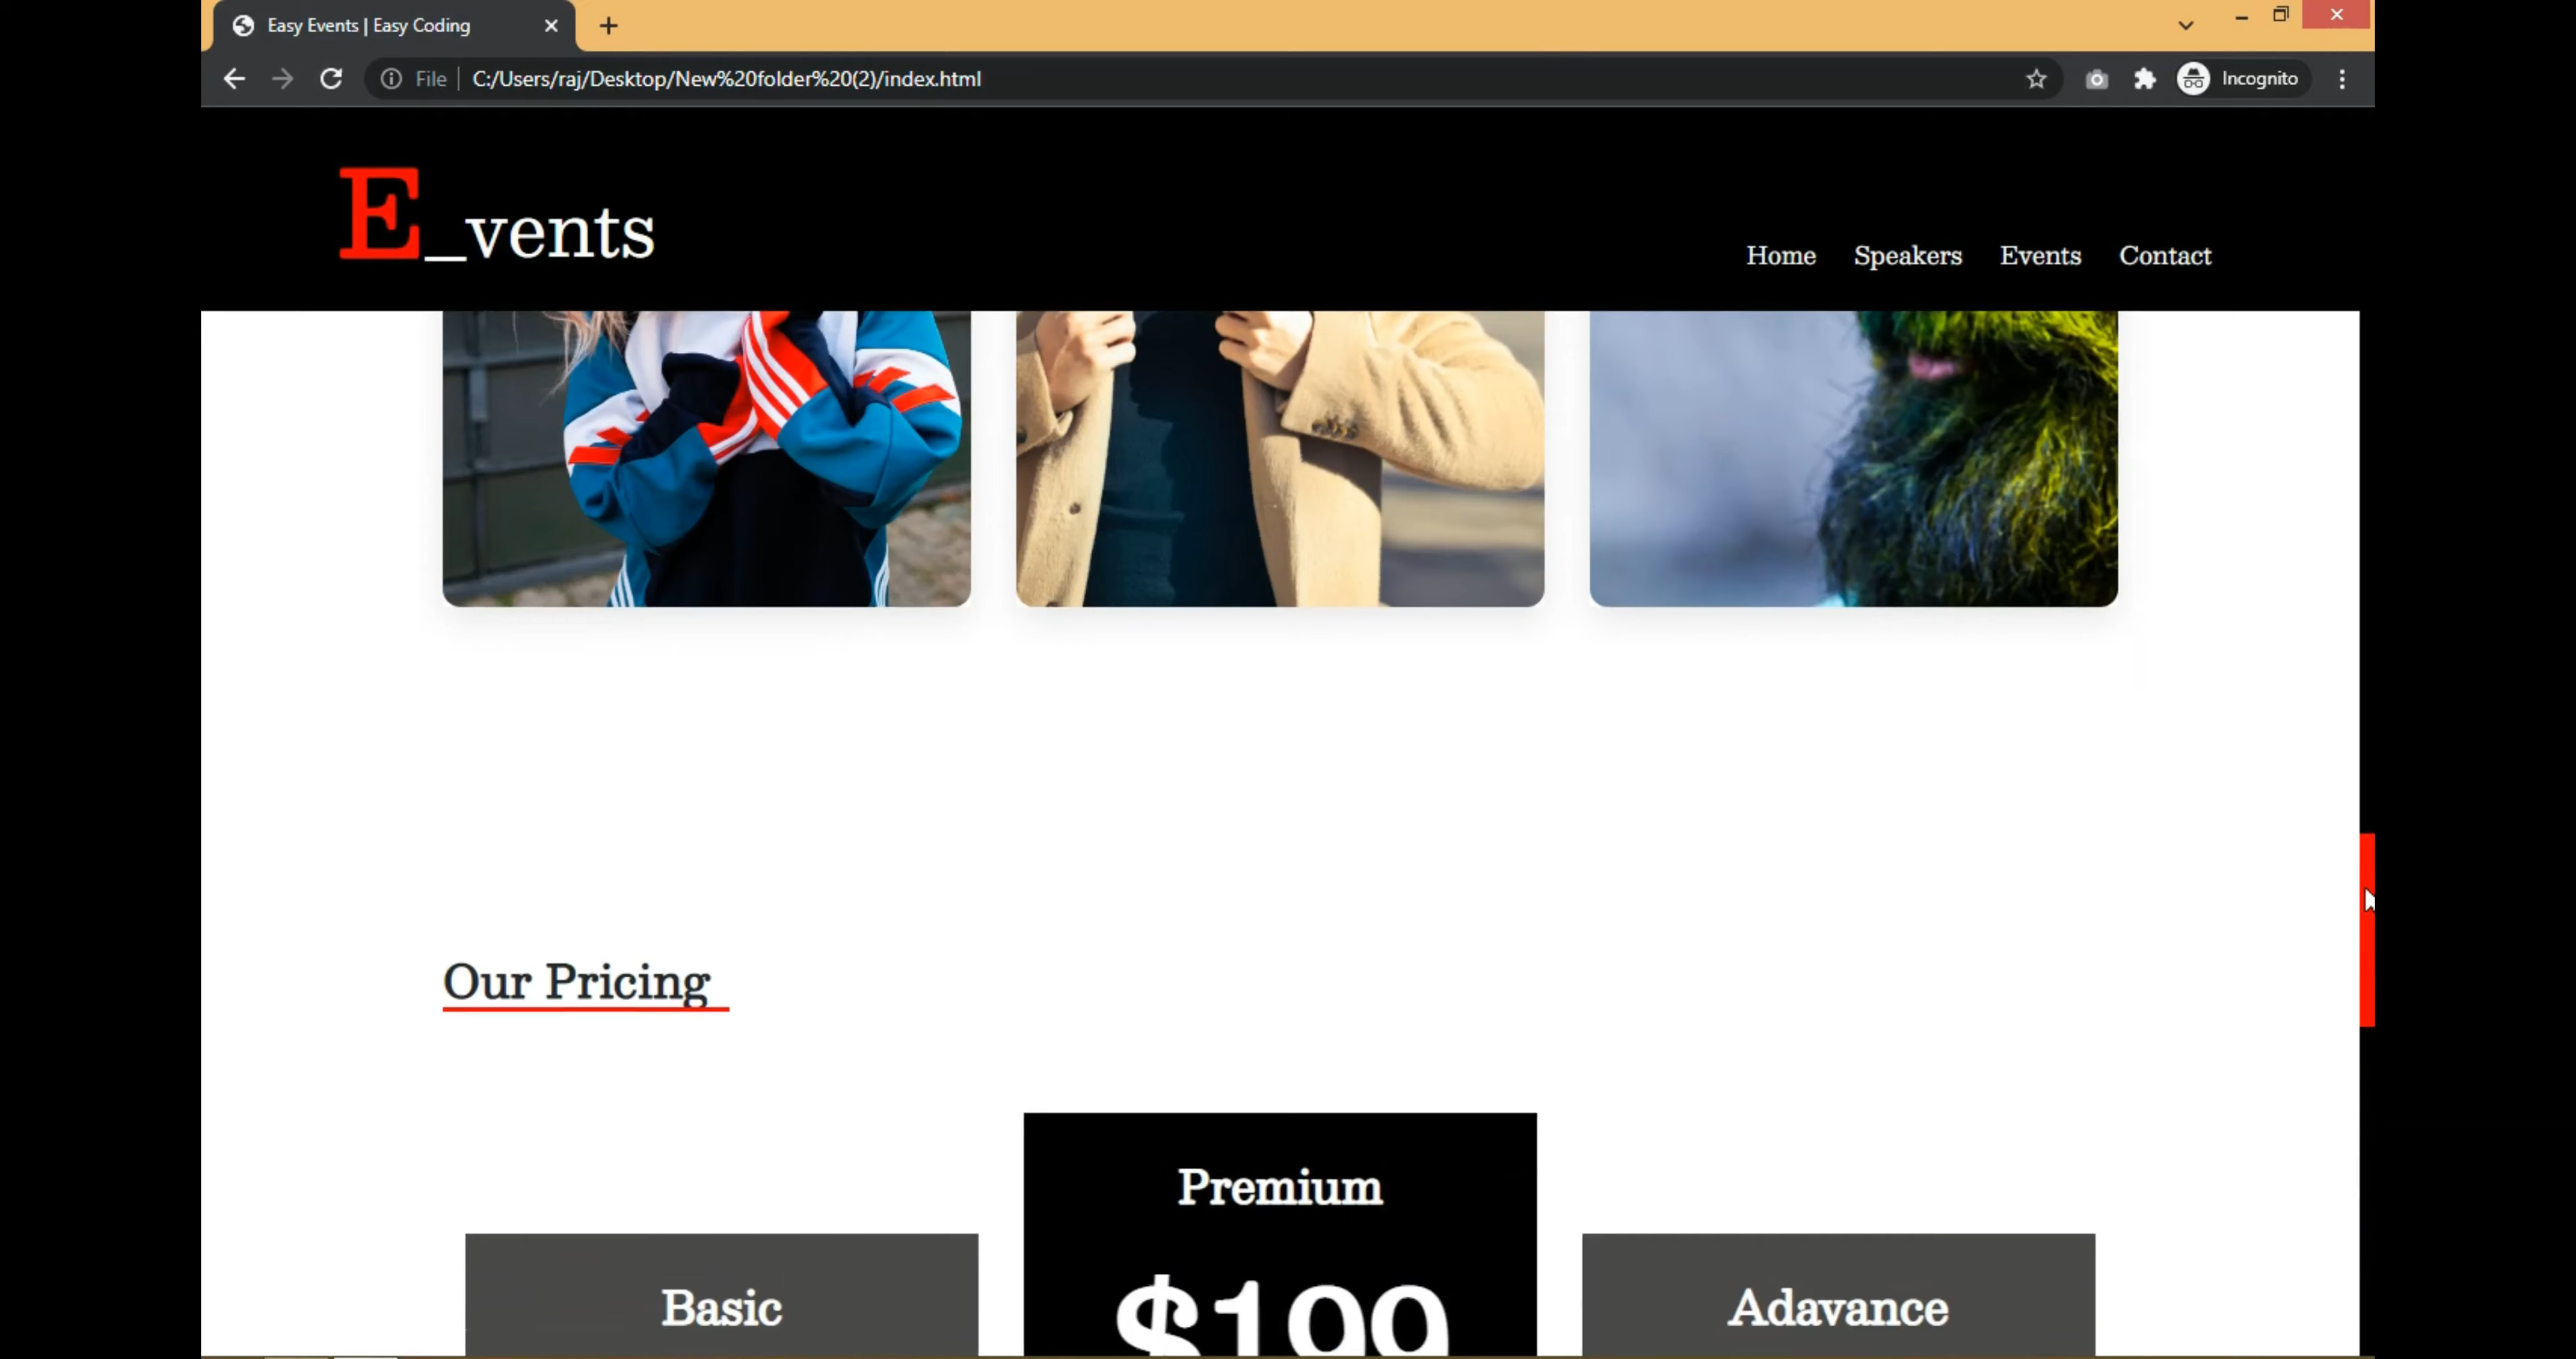 Easy Events | Easy Coding
File
C:/Users/raj/Desktop/New%20folder%20(2)/index.html
Incognito
E_vents
Home
Speakers
Events
Contact
Our Pricing
Premium
$199
Basic
Adavance